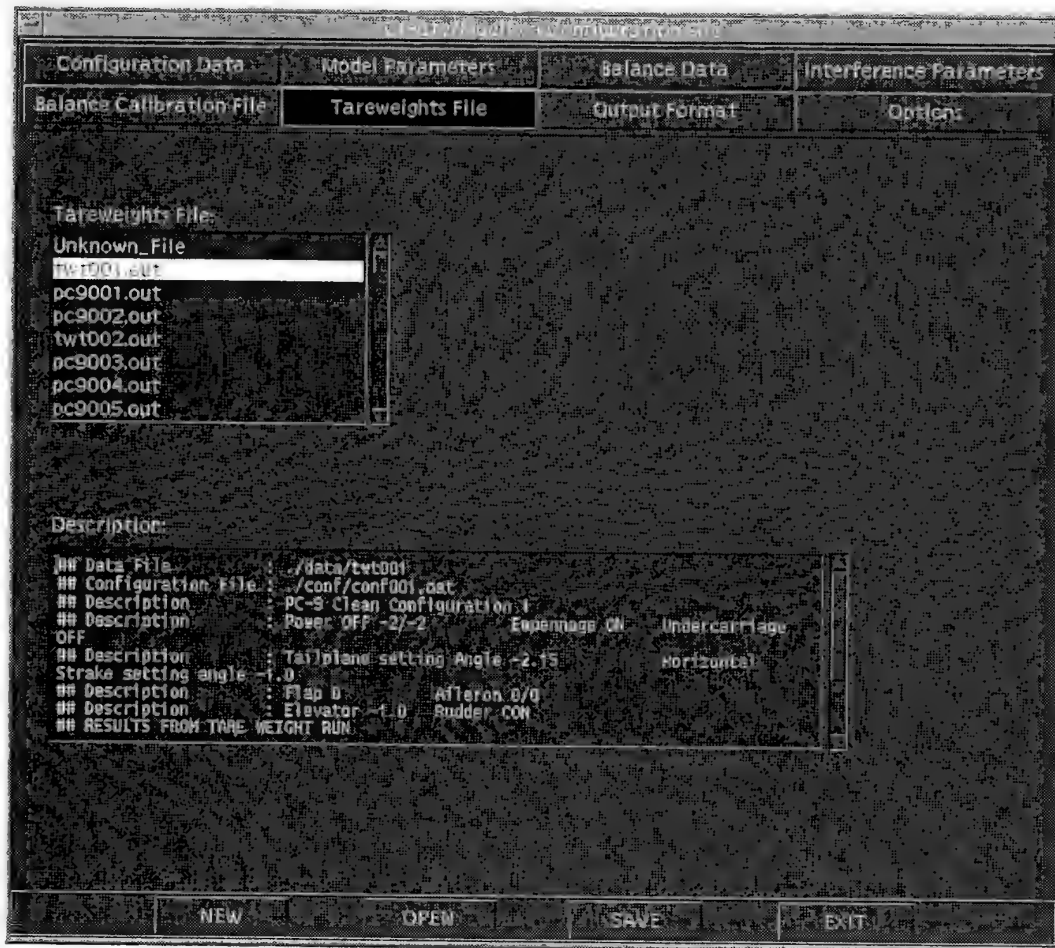 Configuration Data Model Parameters Balance Data Interference Parameters
Balance Calibration File Tareweights File Output Format Options
Tareweights File:
Unknown_File
twt001.out
pc9001.out
pc9002.out
twt002.out
pc9003.out
pc9004.out
pc9005.out
Description:
## Data File : ./data/twt001
## Configuration File : ./conf/conf001.dat
## Description : PC-9 Clean Configuration 1
## Description : Power OFF -2/-2 Empennage ON Undercarriage
OFF
## Description : Tailplane setting Angle -2.15 Horizontal
Strake setting angle -1.0
## Description : Flap 0 Aileron 0/0
## Description : Elevator -1.0 Rudder CON
## RESULTS FROM TARE WEIGHT RUN
NEW OPEN SAVE EXIT